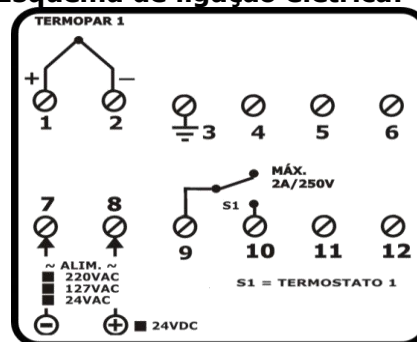 Esquema de ligação elétrica:
TERMOPAR 1
+ –
1 2 3 4 5 6
MÁX.
2A/250V
7 8 S1
9 10 11 12
~ ALIM. ~
220VAC
127VAC
24VAC
S1 = TERMOSTATO 1
– + 24VDC